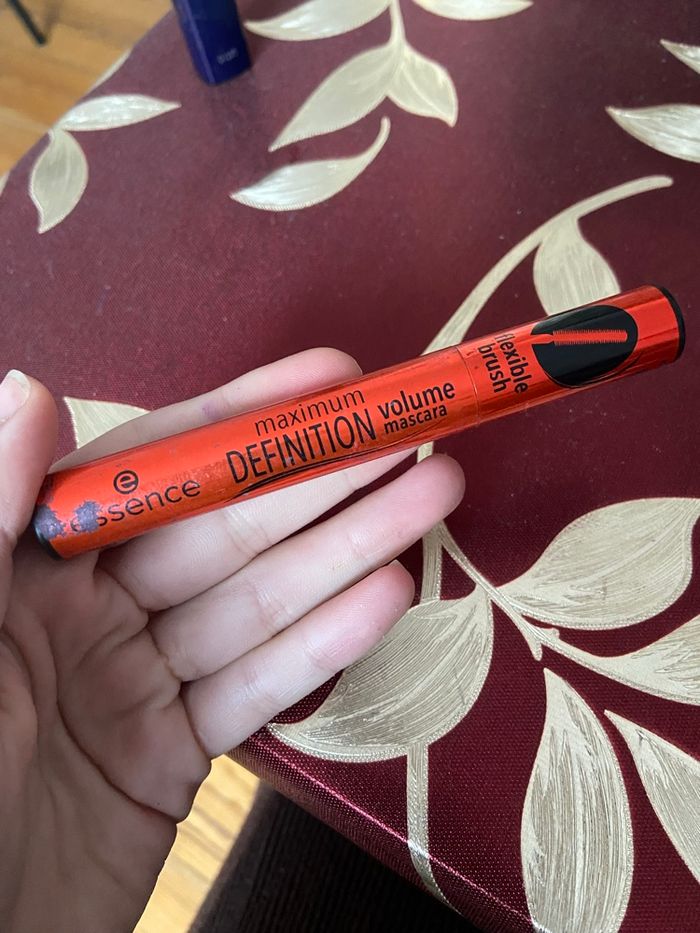 e
essence
maximum
DEFINITION
volume
mascara
flexible
brush